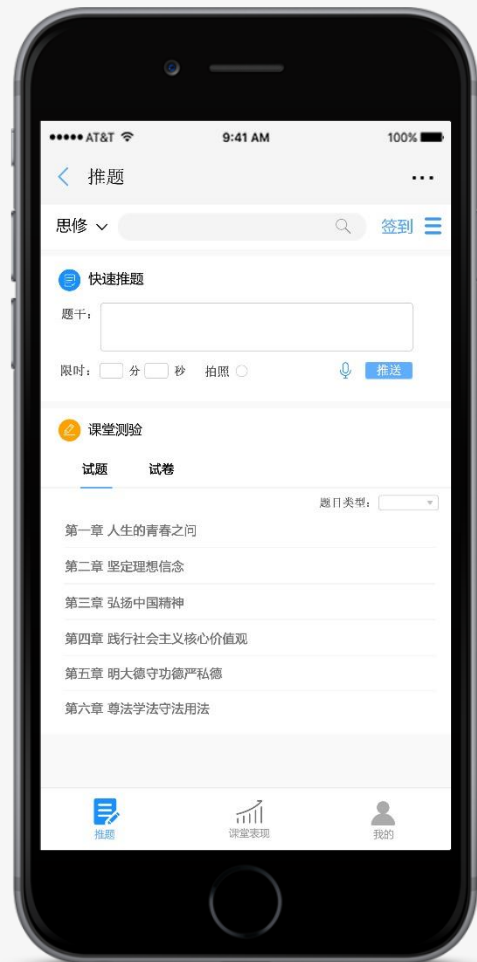 AT&T 9:41 AM 100%
推题
思修 签到
快速推题
题干：
限时： 分 秒 拍照 推送
课堂测验
试题 试卷
题目类型：
第一章 人生的青春之问
第二章 坚定理想信念
第三章 弘扬中国精神
第四章 践行社会主义核心价值观
第五章 明大德守功德严私德
第六章 尊法学法守法用法
推题 课堂表现 我的